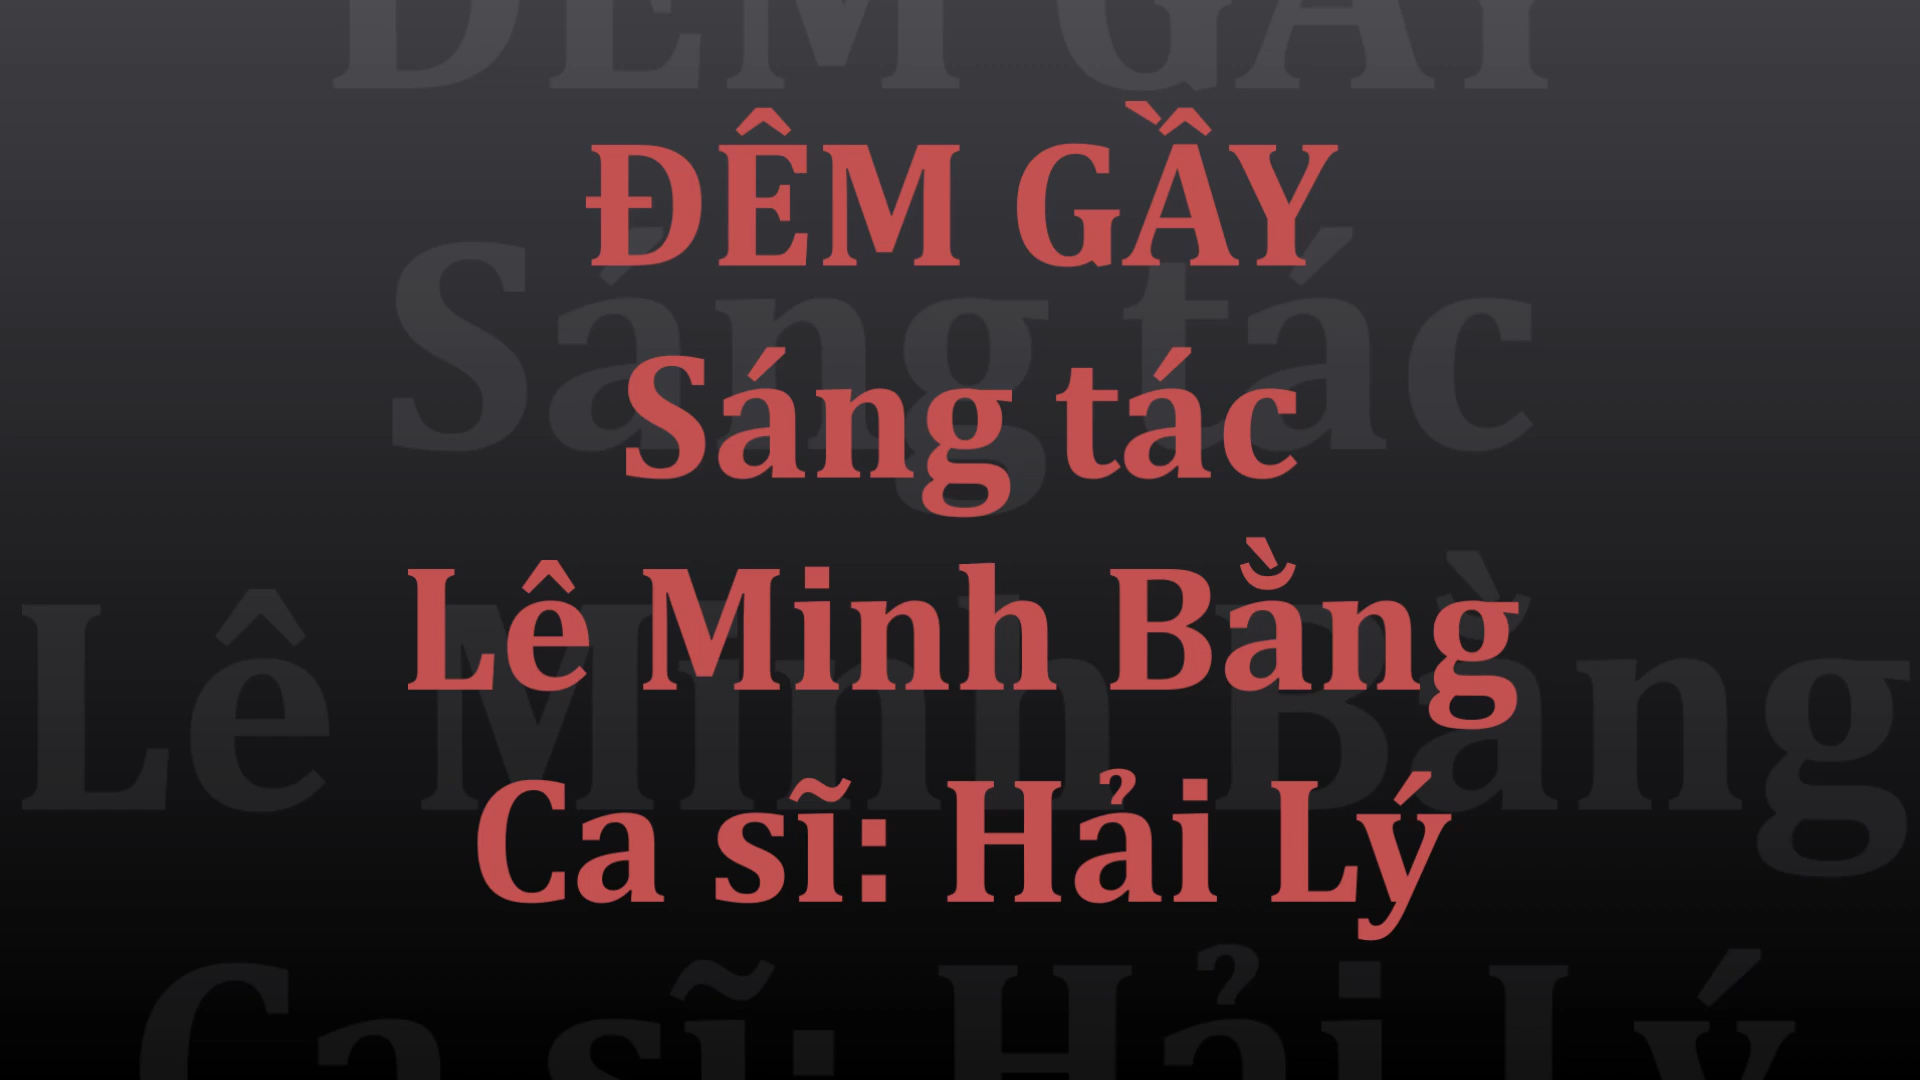 ĐÊM GẦY
Sáng tác
Lê Minh Bằng
Ca sĩ: Hải Lý